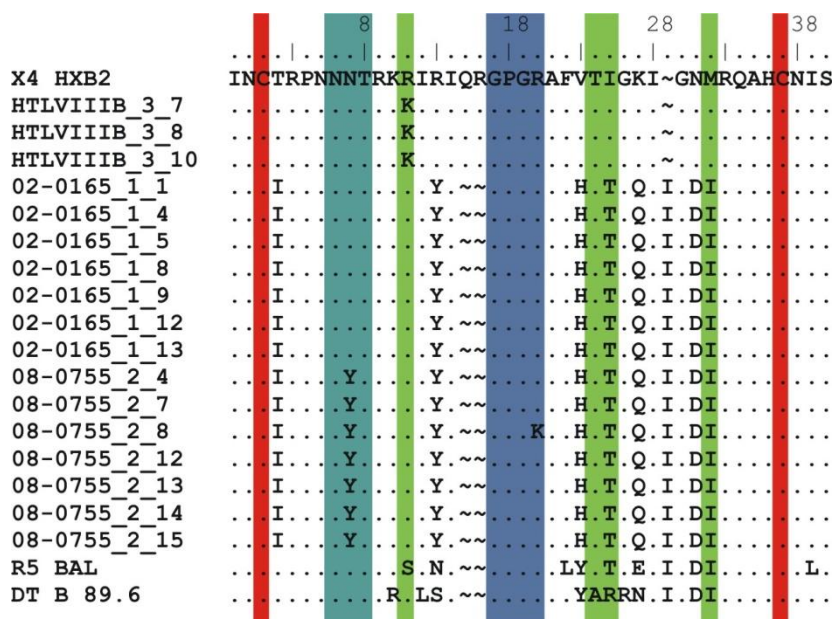 8 18 28 38
....|....|....|....|....|....|....|....|..
X4 HXB2 INCTRPNNNTRKRIRIQRGPGRAFVTIGKI~GNMRQAHCNIS
HTLVIIIB_3_7 ............K.................~...........
HTLVIIIB_3_8 ............K.................~...........
HTLVIIIB_3_10 ............K.................~...........
02-0165_1_1 ...I..........Y.~~......H.T.Q.I.DI........
02-0165_1_4 ...I..........Y.~~......H.T.Q.I.DI........
02-0165_1_5 ...I..........Y.~~......H.T.Q.I.DI........
02-0165_1_8 ...I..........Y.~~......H.T.Q.I.DI........
02-0165_1_9 ...I..........Y.~~......H.T.Q.I.DI........
02-0165_1_12 ...I..........Y.~~......H.T.Q.I.DI........
02-0165_1_13 ...I..........Y.~~......H.T.Q.I.DI........
08-0755_2_4 ...I....Y.....Y.~~......H.T.Q.I.DI........
08-0755_2_7 ...I....Y.....Y.~~......H.T.Q.I.DI........
08-0755_2_8 ...I....Y.....Y.~~...K..H.T.Q.I.DI........
08-0755_2_12 ...I....Y.....Y.~~......H.T.Q.I.DI........
08-0755_2_13 ...I....Y.....Y.~~......H.T.Q.I.DI........
08-0755_2_14 ...I....Y.....Y.~~......H.T.Q.I.DI........
08-0755_2_15 ...I....Y.....Y.~~......H.T.Q.I.DI........
R5 BAL ............S.N.~~.....LY.T.E.I.DI......L.
DT B 89.6 ...........R.LS.~~......YARRN.I.DI........